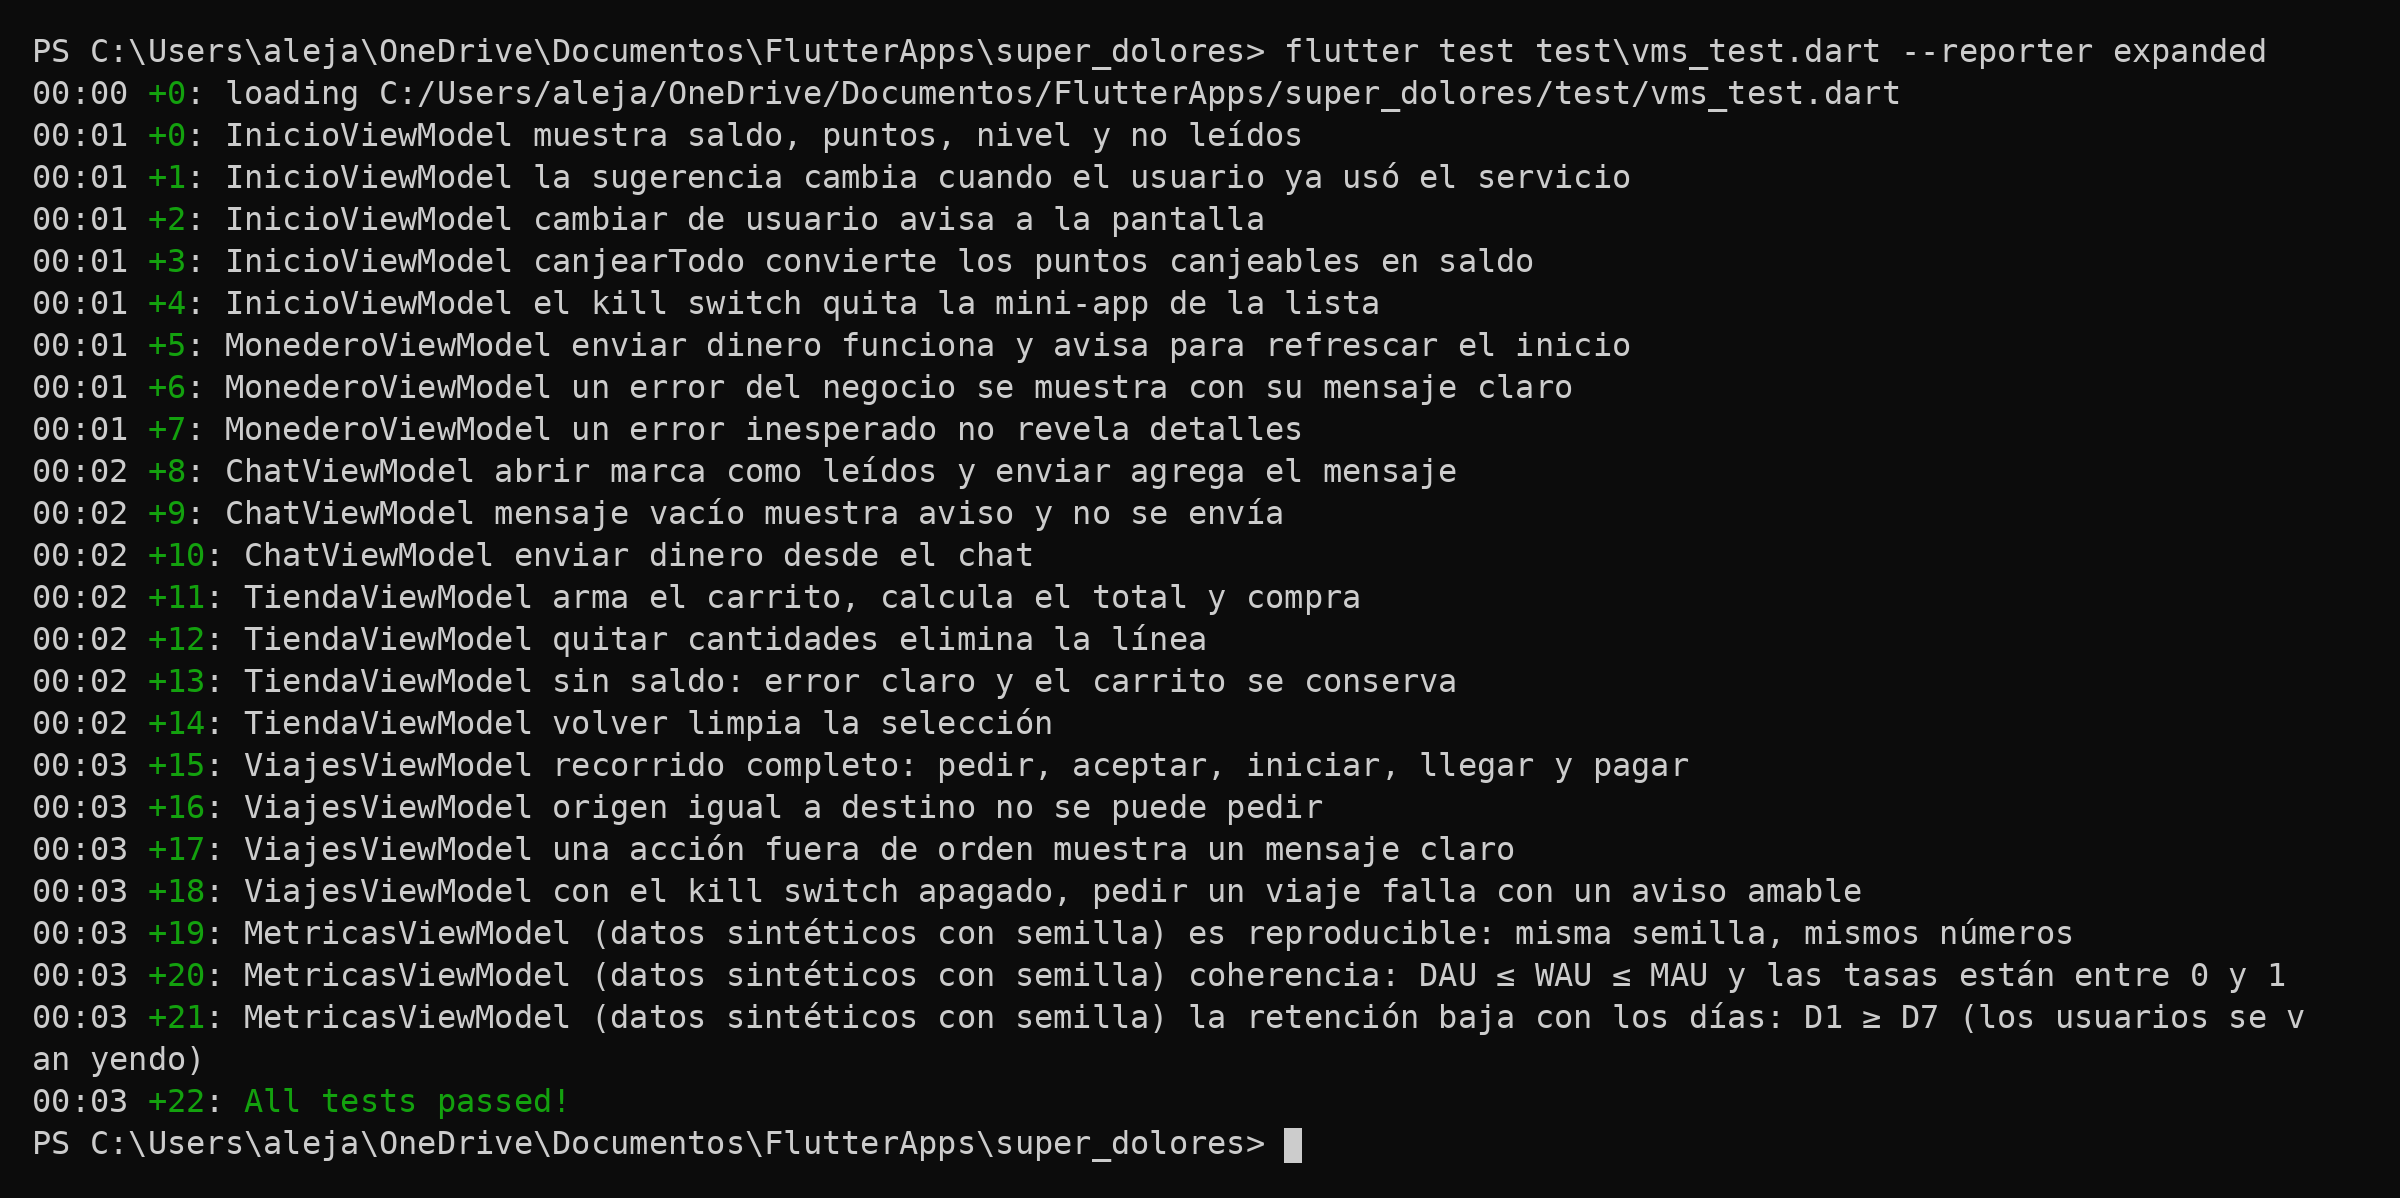 PS C:\Users\aleja\OneDrive\Documentos\FlutterApps\super_dolores> flutter test test\vms_test.dart --reporter expanded
00:00 +0: loading C:/Users/aleja/OneDrive/Documentos/FlutterApps/super_dolores/test/vms_test.dart
00:01 +0: InicioViewModel muestra saldo, puntos, nivel y no leídos
00:01 +1: InicioViewModel la sugerencia cambia cuando el usuario ya usó el servicio
00:01 +2: InicioViewModel cambiar de usuario avisa a la pantalla
00:01 +3: InicioViewModel canjearTodo convierte los puntos canjeables en saldo
00:01 +4: InicioViewModel el kill switch quita la mini-app de la lista
00:01 +5: MonederoViewModel enviar dinero funciona y avisa para refrescar el inicio
00:01 +6: MonederoViewModel un error del negocio se muestra con su mensaje claro
00:01 +7: MonederoViewModel un error inesperado no revela detalles
00:02 +8: ChatViewModel abrir marca como leídos y enviar agrega el mensaje
00:02 +9: ChatViewModel mensaje vacío muestra aviso y no se envía
00:02 +10: ChatViewModel enviar dinero desde el chat
00:02 +11: TiendaViewModel arma el carrito, calcula el total y compra
00:02 +12: TiendaViewModel quitar cantidades elimina la línea
00:02 +13: TiendaViewModel sin saldo: error claro y el carrito se conserva
00:02 +14: TiendaViewModel volver limpia la selección
00:03 +15: ViajesViewModel recorrido completo: pedir, aceptar, iniciar, llegar y pagar
00:03 +16: ViajesViewModel origen igual a destino no se puede pedir
00:03 +17: ViajesViewModel una acción fuera de orden muestra un mensaje claro
00:03 +18: ViajesViewModel con el kill switch apagado, pedir un viaje falla con un aviso amable
00:03 +19: MetricasViewModel (datos sintéticos con semilla) es reproducible: misma semilla, mismos números
00:03 +20: MetricasViewModel (datos sintéticos con semilla) coherencia: DAU ≤ WAU ≤ MAU y las tasas están entre 0 y 1
00:03 +21: MetricasViewModel (datos sintéticos con semilla) la retención baja con los días: D1 ≥ D7 (los usuarios se v
an yendo)
00:03 +22: All tests passed!
PS C:\Users\aleja\OneDrive\Documentos\FlutterApps\super_dolores>